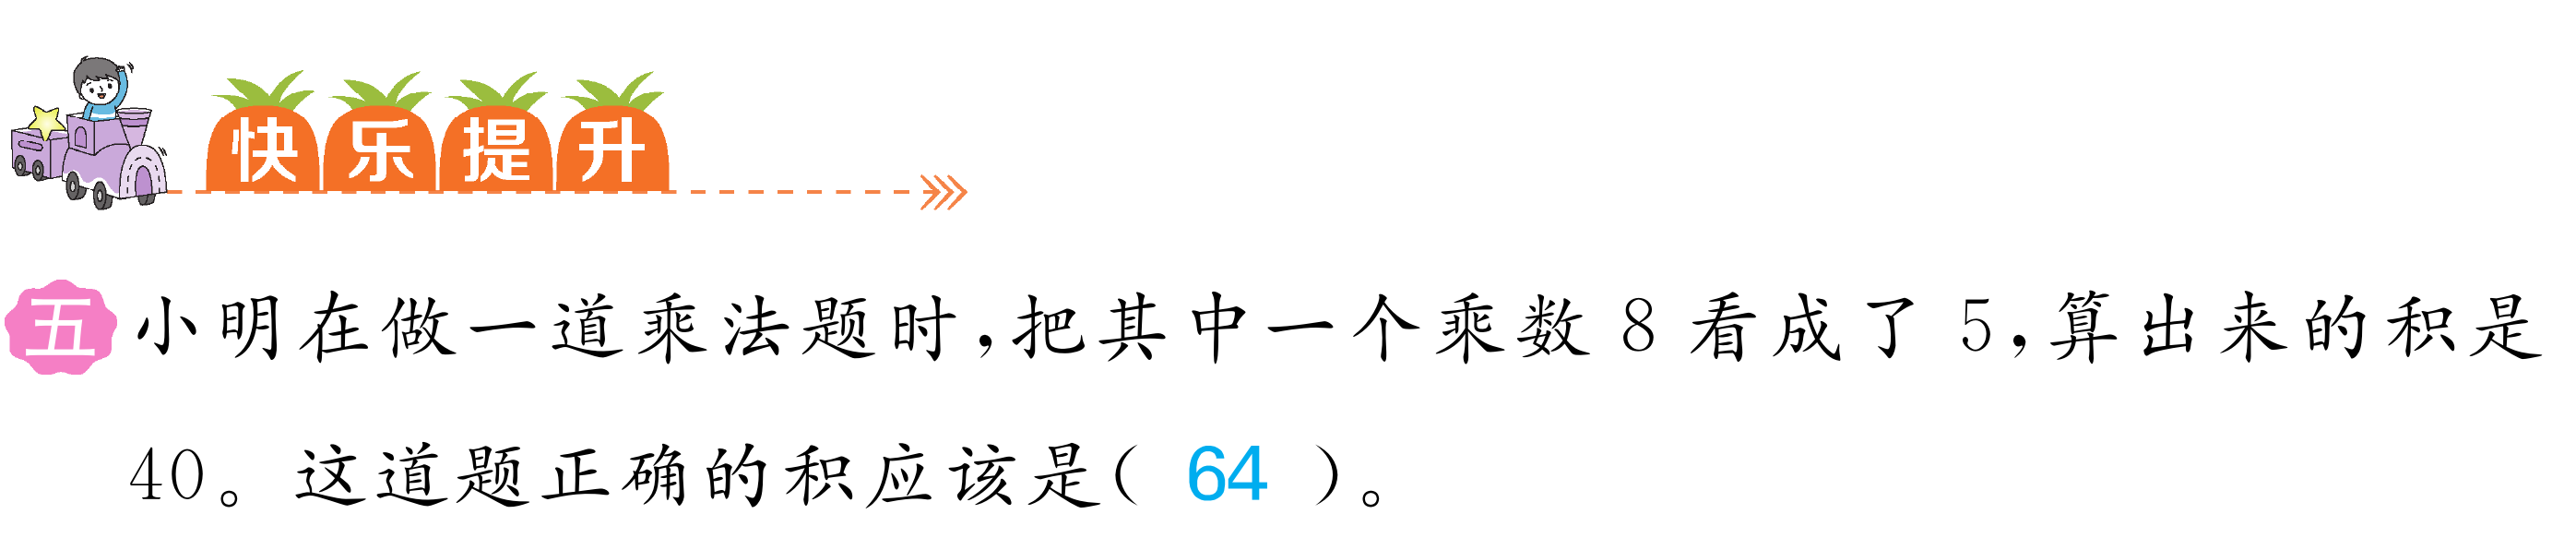 快乐提升
五 小明在做一道乘法题时,把其中一个乘数 8 看成了 5,算出来的积是
40。这道题正确的积应该是( 64 )。